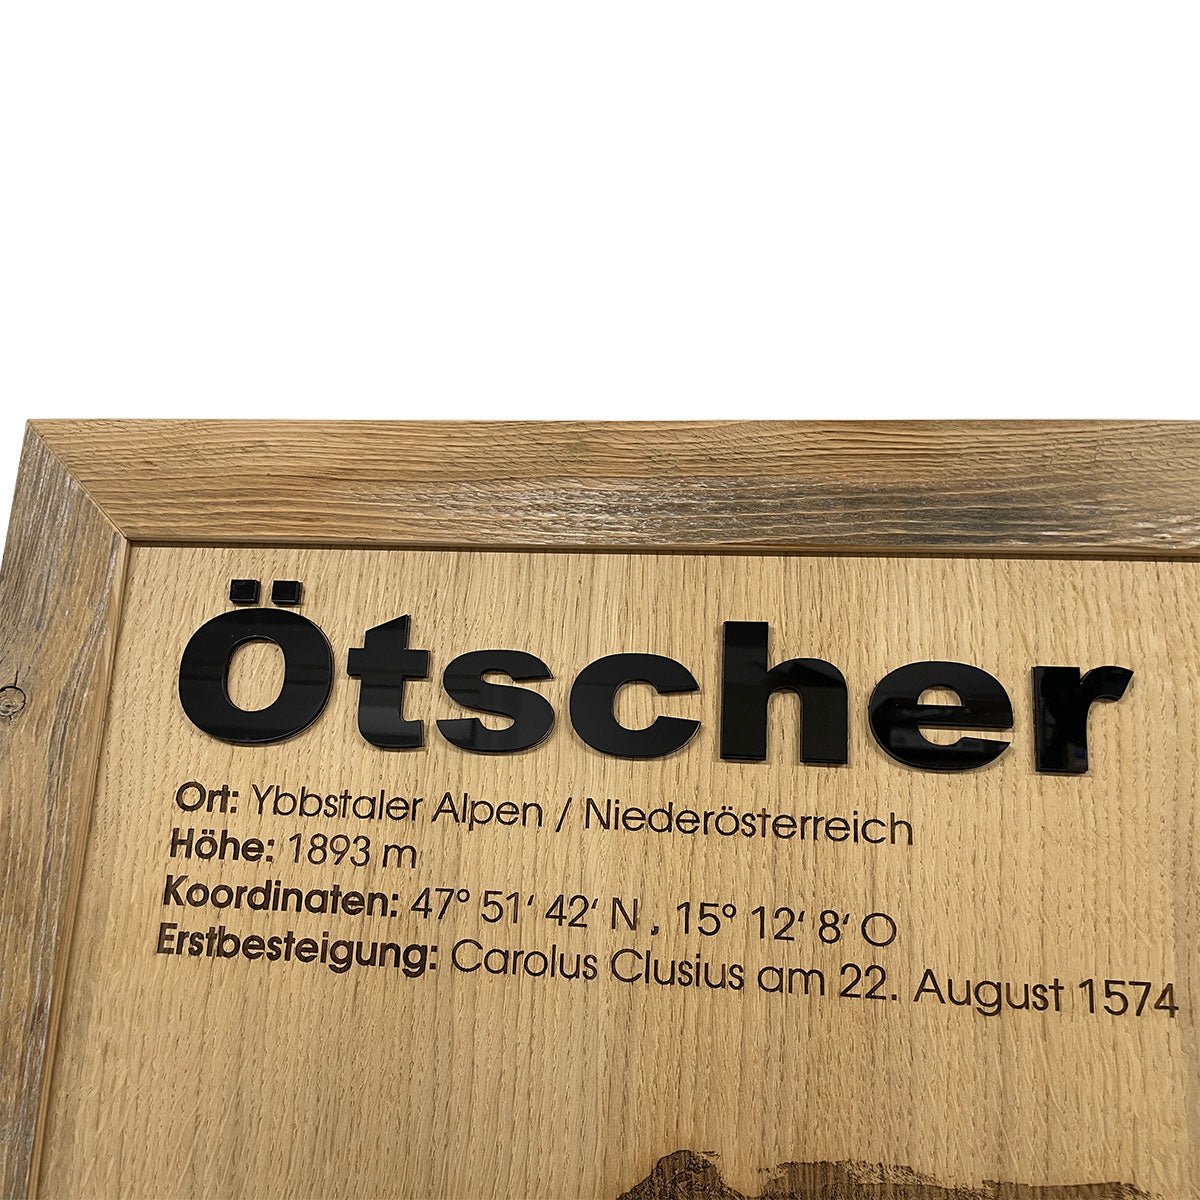 Ötscher
Ort: Ybbstaler Alpen / Niederösterreich
Höhe: 1893 m
Koordinaten: 47° 51‘ 42‘ N , 15° 12‘ 8‘ O
Erstbesteigung: Carolus Clusius am 22. August 1574